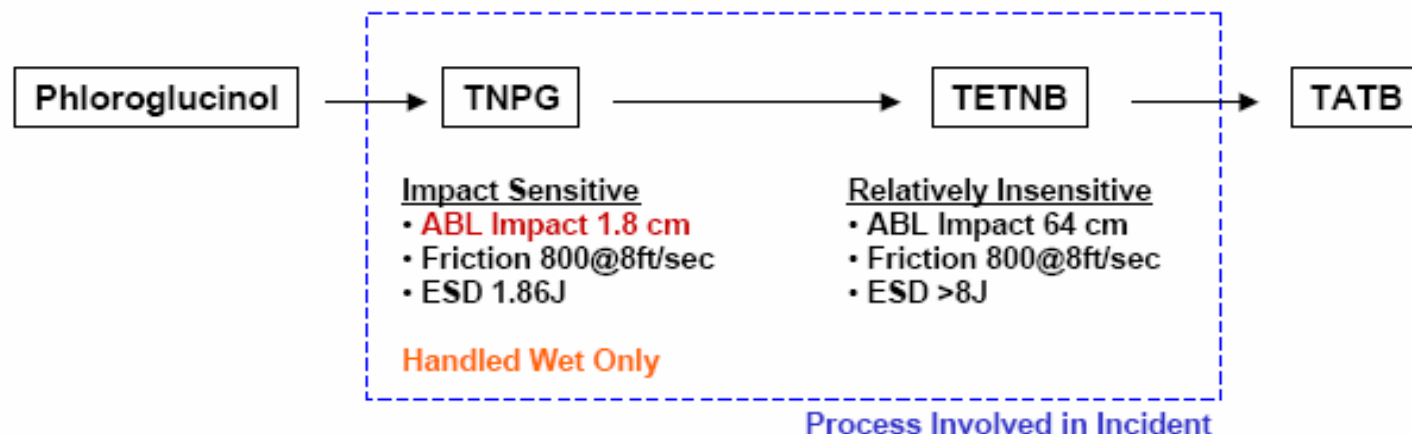 Phloroglucinol
TNPG
TETNB
TATB
Impact Sensitive
• ABL Impact 1.8 cm
• Friction 800@8ft/sec
• ESD 1.86J
Handled Wet Only
Relatively Insensitive
• ABL Impact 64 cm
• Friction 800@8ft/sec
• ESD >8J
Process Involved in Incident